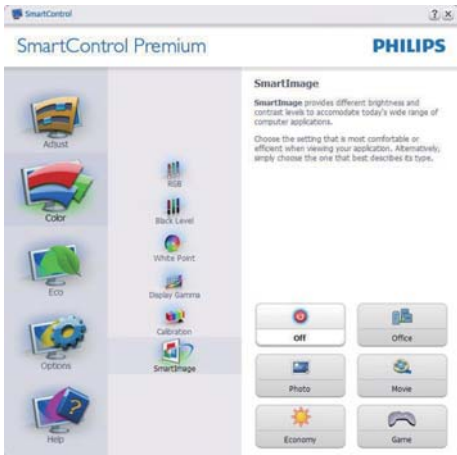 SmartControl
SmartControl Premium
PHILIPS
Adjust
Color
Eco
Options
Help
RGB
Black Level
White Point
Display Gamma
Calibration
SmartImage
SmartImage
SmartImage provides different brightness and
contrast levels to accomodate today's wide range of
computer applications.
Choose the setting that is most comfortable or
efficient when viewing your application. Alternatively,
simply choose the one that best describes its type.
Off
Office
Photo
Movie
Economy
Game